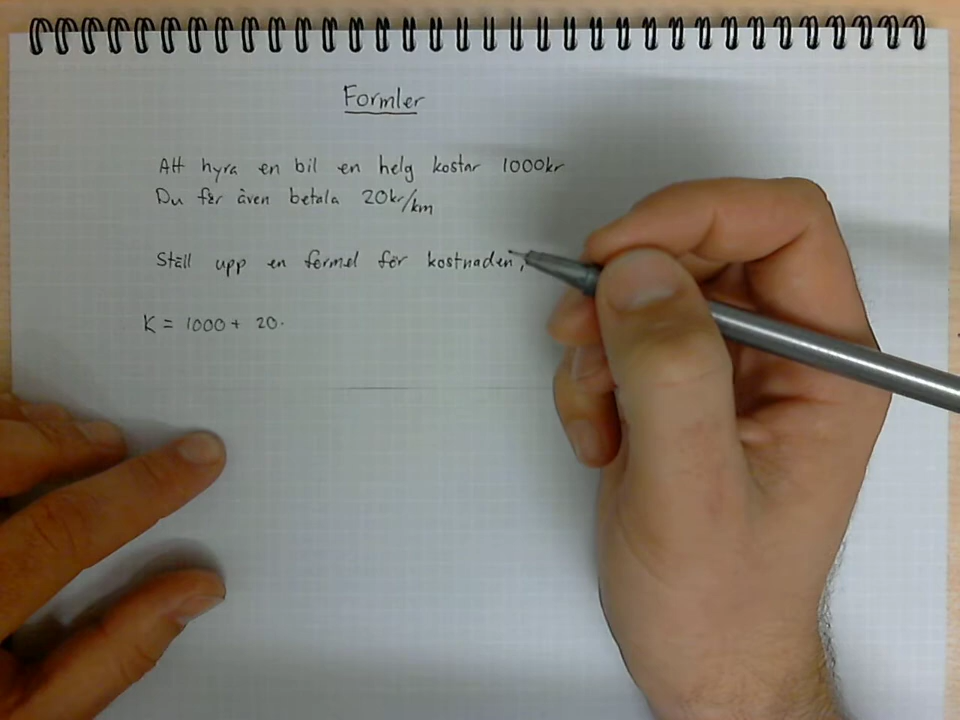 Formler
Att hyra en bil en helg kostar 1000kr
Du får även betala 20kr/km
Ställ upp en formel för kostnaden,
K = 1000 + 20·